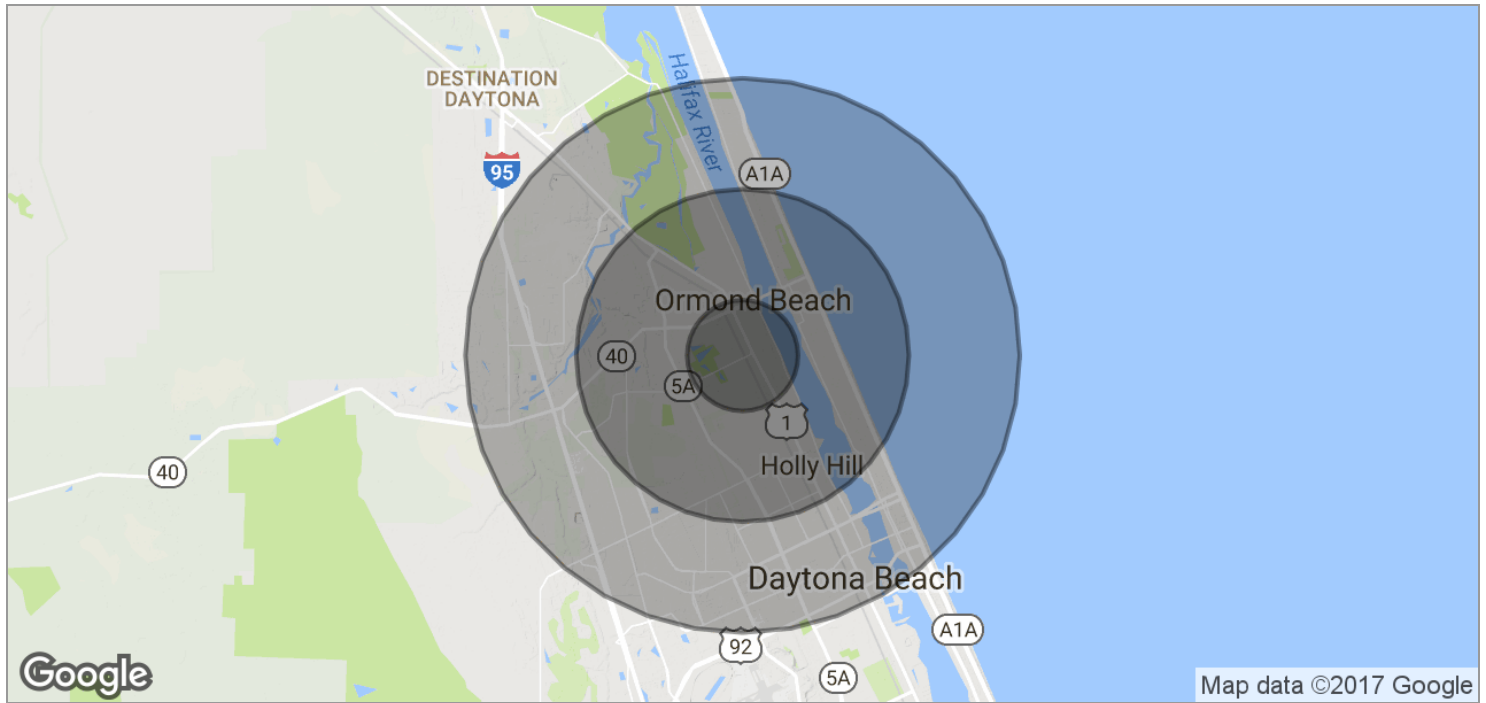 DESTINATION
DAYTONA
Halifax River
95
A1A
Ormond Beach
40
5A
1
40
Holly Hill
Daytona Beach
A1A
92
5A
Google
Map data ©2017 Google